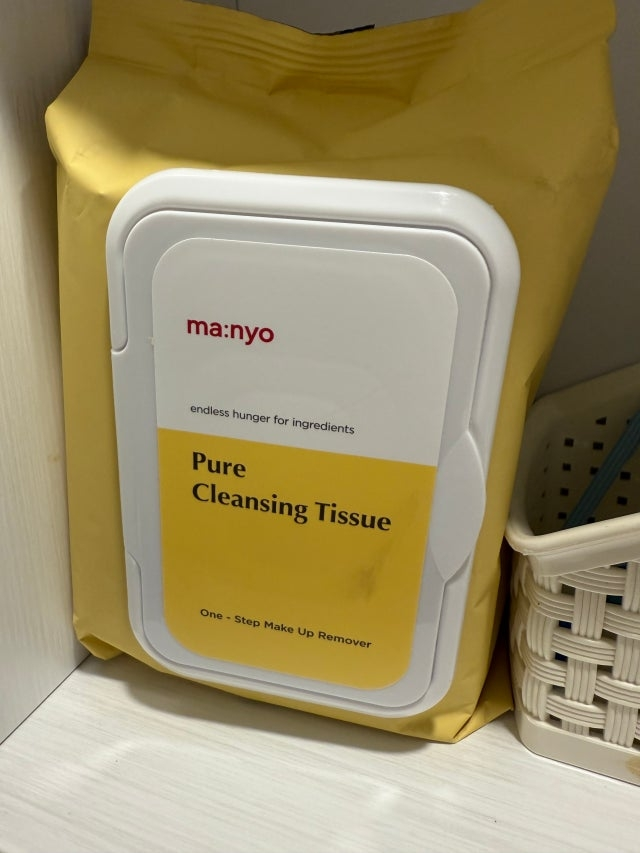 ma:nyo
endless hunger for ingredients
Pure
Cleansing Tissue
One - Step Make Up Remover